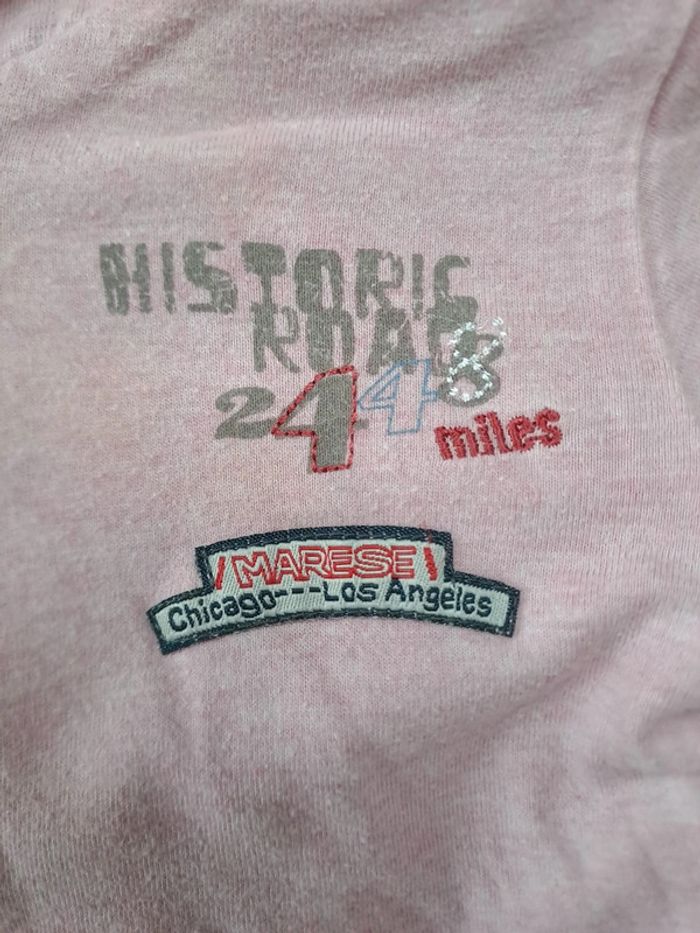 HISTORIC
ROAD
2448
miles
MARESE
Chicago---Los Angeles